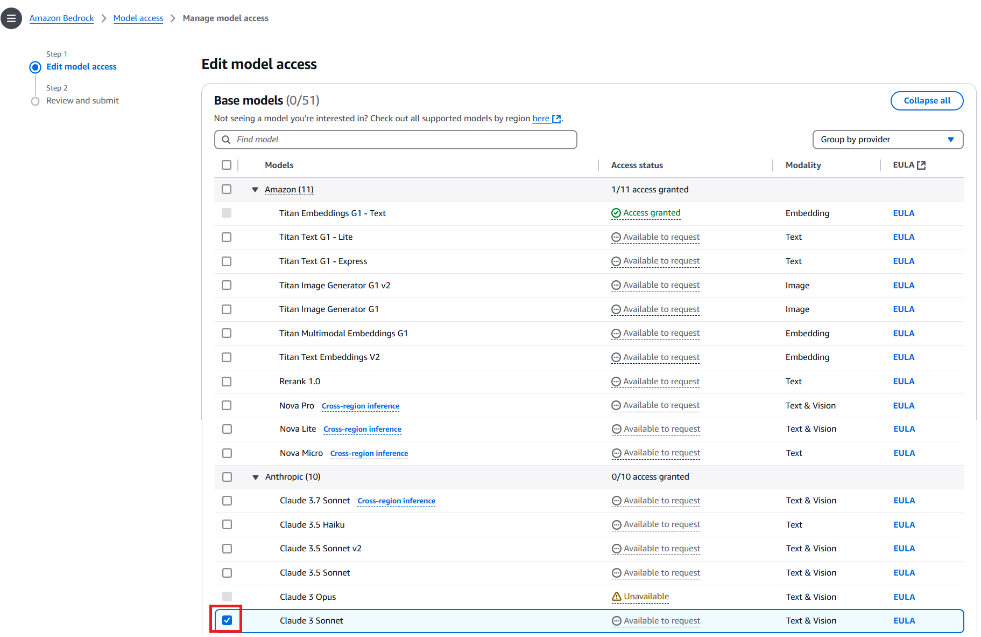 Amazon Bedrock > Model access > Manage model access
Step 1
Edit model access
Step 2
Review and submit
Edit model access
Base models (0/51)
Collapse all
Not seeing a model you're interested in? Check out all supported models by region here.
Find model
Group by provider
Models Access status Modality EULA
Amazon (11) 1/11 access granted
Titan Embeddings G1 - Text Access granted Embedding EULA
Titan Text G1 - Lite Available to request Text EULA
Titan Text G1 - Express Available to request Text EULA
Titan Image Generator G1 v2 Available to request Image EULA
Titan Image Generator G1 Available to request Image EULA
Titan Multimodal Embeddings G1 Available to request Embedding EULA
Titan Text Embeddings V2 Available to request Embedding EULA
Rerank 1.0 Available to request Text EULA
Nova Pro Cross-region inference Available to request Text & Vision EULA
Nova Lite Cross-region inference Available to request Text & Vision EULA
Nova Micro Cross-region inference Available to request Text EULA
Anthropic (10) 0/10 access granted
Claude 3.7 Sonnet Cross-region inference Available to request Text & Vision EULA
Claude 3.5 Haiku Available to request Text EULA
Claude 3.5 Sonnet v2 Available to request Text & Vision EULA
Claude 3.5 Sonnet Available to request Text & Vision EULA
Claude 3 Opus Unavailable Text & Vision EULA
Claude 3 Sonnet Available to request Text & Vision EULA